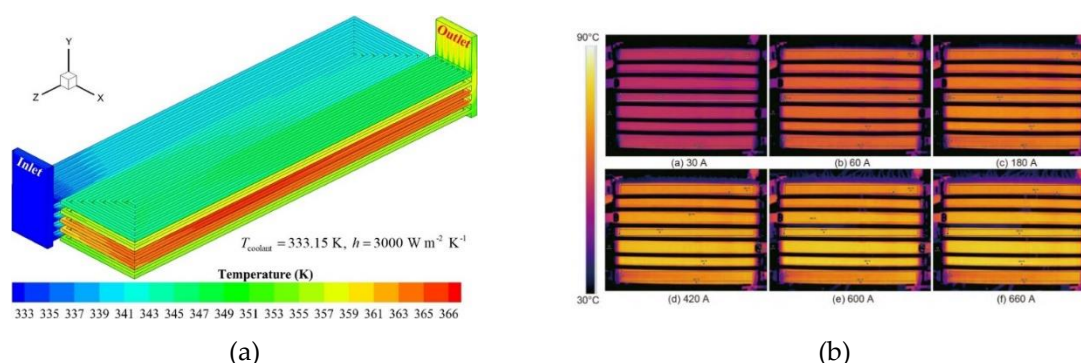 Y
Z
X
Inlet
Outlet
T coolant = 333.15 K, h = 3000 W m⁻² K⁻¹
Temperature (K)
333 335 337 339 341 343 345 347 349 351 353 355 357 359 361 363 365 366
(a)
90°C
30°C
(a) 30 A
(b) 60 A
(c) 180 A
(d) 420 A
(e) 600 A
(f) 660 A
(b)